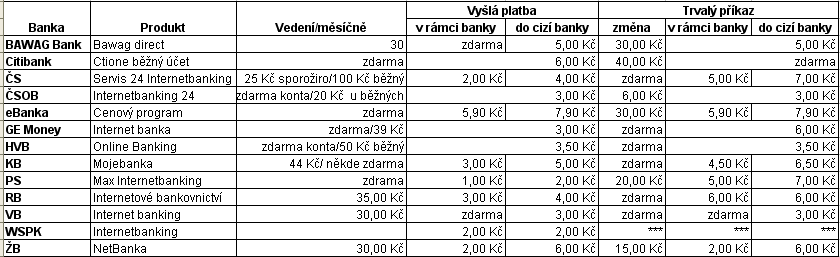 Vyšlá platba Trvalý příkaz
Banka Produkt Vedení/měsíčně v rámci banky do cizí banky změna v rámci banky do cizí banky
BAWAG Bank Bawag direct 30 zdarma 5,00 Kč 30,00 Kč 5,00 Kč
Citibank Ctione běžný účet zdarma 6,00 Kč 40,00 Kč zdarma
ČS Servis 24 Internetbanking 25 Kč sporožiro/100 Kč běžný 2,00 Kč 4,00 Kč zdarma 5,00 Kč 7,00 Kč
ČSOB Internetbanking 24 zdarma konta/20 Kč u běžných 3,00 Kč 6,00 Kč 3,00 Kč
eBanka Cenový program zdarma 5,90 Kč 7,90 Kč 30,00 Kč 5,90 Kč 7,90 Kč
GE Money Internet banka zdarma/39 Kč 3,00 Kč zdarma 6,00 Kč
HVB Online Banking zdarma konta/50 Kč běžný 3,50 Kč zdarma 3,50 Kč
KB Mojebanka 44 Kč/ někde zdarma 3,00 Kč 5,00 Kč zdarma 4,50 Kč 6,50 Kč
PS Max Internetbanking zdrama 1,00 Kč 2,00 Kč 20,00 Kč 5,00 Kč 7,00 Kč
RB Internetové bankovnictví 35,00 Kč 3,00 Kč 4,00 Kč zdarma 6,00 Kč 6,00 Kč
VB Internet banking 30,00 Kč zdarma 3,00 Kč zdarma zdarma 3,00 Kč
WSPK Internetbanking 2,00 Kč 2,00 Kč *** *** ***
ŽB NetBanka 30,00 Kč 2,00 Kč 6,00 Kč 15,00 Kč 2,00 Kč 6,00 Kč